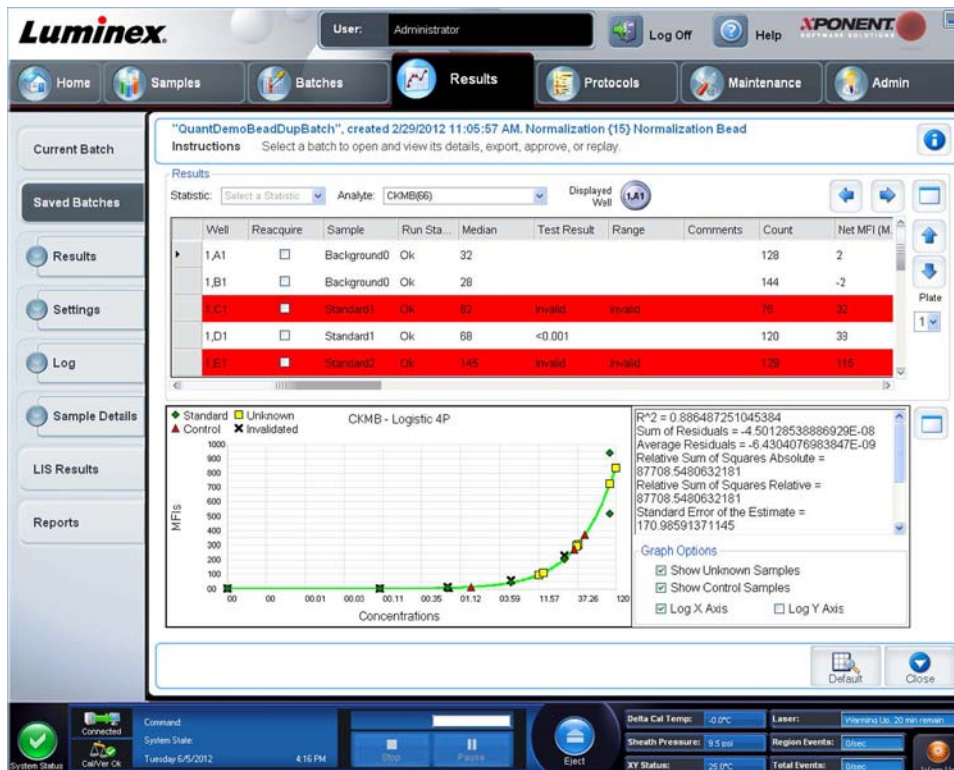 Luminex.
User: Administrator
Log Off
Help
XPONENT
SOFTWARE SOLUTIONS
Home Samples Batches Results Protocols Maintenance Admin
Current Batch
Saved Batches
Results
Settings
Log
Sample Details
LIS Results
Reports
"QuantDemoBeadDupBatch", created 2/29/2012 11:05:57 AM. Normalization {15} Normalization Bead
Instructions Select a batch to open and view its details, export, approve, or replay.
Results
Statistic: Select a Statistic Analyte: CKMB(66) Displayed Well 1,A1
Well Reacquire Sample Run Sta... Median Test Result Range Comments Count Net MFI (M.
1,A1 Background0 Ok 32 128 2
1,B1 Background0 Ok 28 144 -2
1,C1 Standard1 Ok 62 Invalid Invalid 76 32
1,D1 Standard1 Ok 68 <0.001 120 38
1,E1 Standard2 Ok 145 Invalid Invalid 129 115
Plate
1
Standard Unknown
Control Invalidated
CKMB - Logistic 4P
MFIs
1000
900
800
700
600
500
400
300
200
100
00
00 00 00.01 00.03 00.11 00.35 01.12 03.59 11.57 37.26 120
Concentrations
R^2 = 0.886487251045384
Sum of Residuals = -4.50128538886929E-08
Average Residuals = -6.4304076983847E-09
Relative Sum of Squares Absolute =
87708.5480632181
Relative Sum of Squares Relative =
87708.5480632181
Standard Error of the Estimate =
170.98591371145
Graph Options
Show Unknown Samples
Show Control Samples
Log X Axis Log Y Axis
Default
Close
System Status
Connected
Cal/Ver Ok
Command
System State:
Tuesday 6/5/2012 4:16 PM
Stop
Pause
Eject
Delta Cal Temp: -0.0°C
Sheath Pressure: 9.5 psi
XY Status: 25.0°C
Laser: Warming Up. 20 min remain
Region Events: 0/sec
Total Events: 0/sec